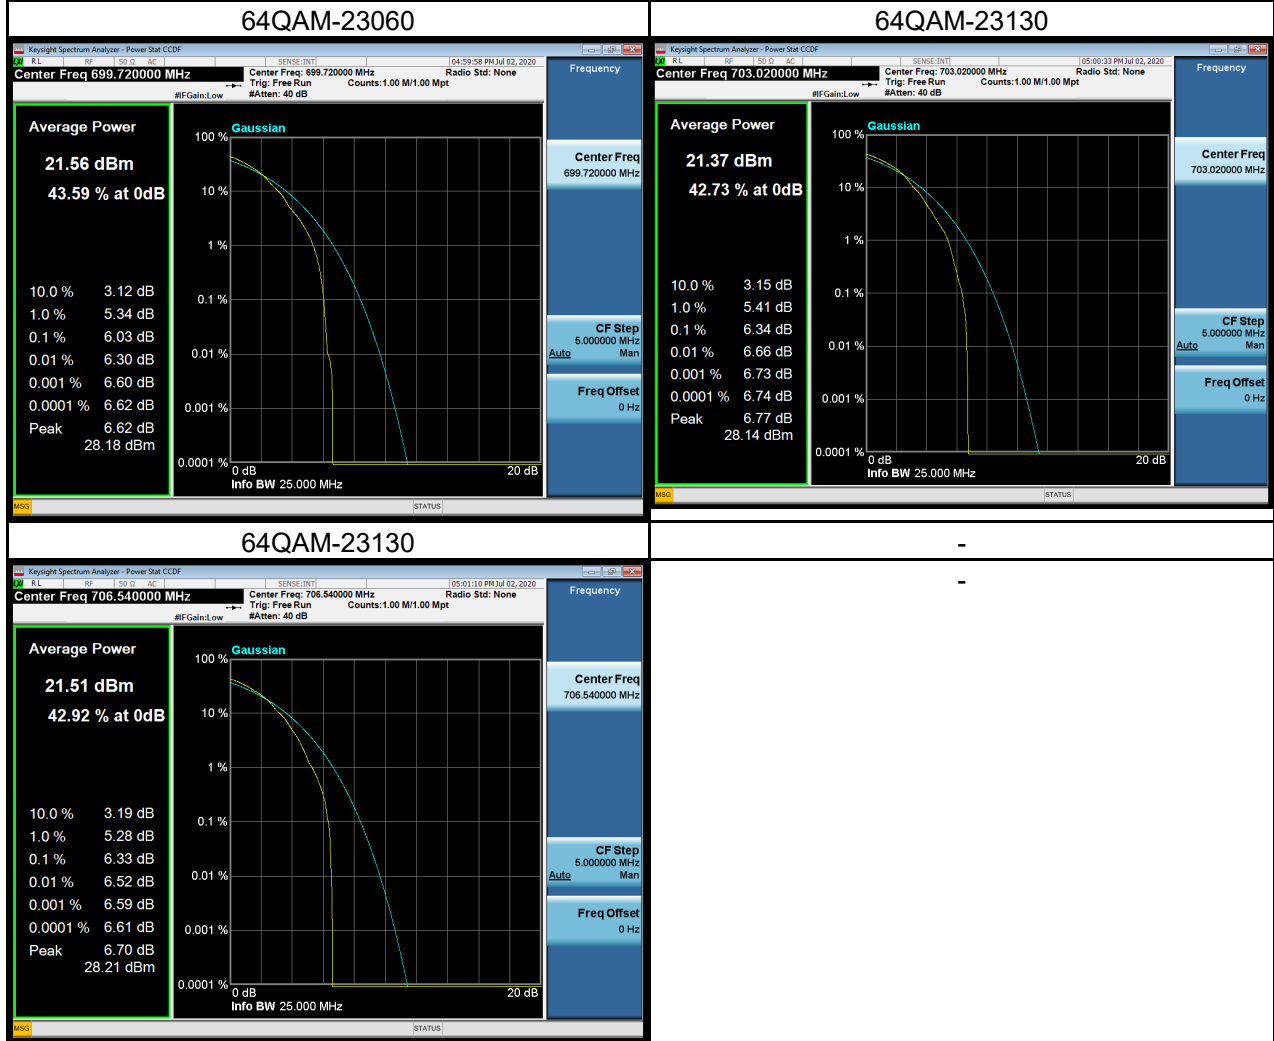 64QAM-23060
Keysight Spectrum Analyzer - Power Stat CCDF
LXI RL RF 50 Ω AC SENSE:INT 04:59:58 PM Jul 02, 2020
Center Freq 699.720000 MHz
Center Freq: 699.720000 MHz Radio Std: None
Trig: Free Run Counts:1.00 M/1.00 Mpt
#IFGain:Low #Atten: 40 dB
Average Power
21.56 dBm
43.59 % at 0dB
10.0 % 3.12 dB
1.0 % 5.34 dB
0.1 % 6.03 dB
0.01 % 6.30 dB
0.001 % 6.60 dB
0.0001 % 6.62 dB
Peak 6.62 dB
28.18 dBm
Gaussian
100 %
10 %
1 %
0.1 %
0.01 %
0.001 %
0.0001 %
0 dB 20 dB
Info BW 25.000 MHz
Frequency
Center Freq
699.720000 MHz
CF Step
5.000000 MHz
Auto Man
Freq Offset
0 Hz
MSG STATUS
64QAM-23130
Keysight Spectrum Analyzer - Power Stat CCDF
LXI RL RF 50 Ω AC SENSE:INT 05:00:33 PM Jul 02, 2020
Center Freq 703.020000 MHz
Center Freq: 703.020000 MHz Radio Std: None
Trig: Free Run Counts:1.00 M/1.00 Mpt
#IFGain:Low #Atten: 40 dB
Average Power
21.37 dBm
42.73 % at 0dB
10.0 % 3.15 dB
1.0 % 5.41 dB
0.1 % 6.34 dB
0.01 % 6.66 dB
0.001 % 6.73 dB
0.0001 % 6.74 dB
Peak 6.77 dB
28.14 dBm
Gaussian
100 %
10 %
1 %
0.1 %
0.01 %
0.001 %
0.0001 %
0 dB 20 dB
Info BW 25.000 MHz
Frequency
Center Freq
703.020000 MHz
CF Step
5.000000 MHz
Auto Man
Freq Offset
0 Hz
MSG STATUS
64QAM-23130
Keysight Spectrum Analyzer - Power Stat CCDF
LXI RL RF 50 Ω AC SENSE:INT 05:01:10 PM Jul 02, 2020
Center Freq 706.540000 MHz
Center Freq: 706.540000 MHz Radio Std: None
Trig: Free Run Counts:1.00 M/1.00 Mpt
#IFGain:Low #Atten: 40 dB
Average Power
21.51 dBm
42.92 % at 0dB
10.0 % 3.19 dB
1.0 % 5.28 dB
0.1 % 6.33 dB
0.01 % 6.52 dB
0.001 % 6.59 dB
0.0001 % 6.61 dB
Peak 6.70 dB
28.21 dBm
Gaussian
100 %
10 %
1 %
0.1 %
0.01 %
0.001 %
0.0001 %
0 dB 20 dB
Info BW 25.000 MHz
Frequency
Center Freq
706.540000 MHz
CF Step
5.000000 MHz
Auto Man
Freq Offset
0 Hz
MSG STATUS
-
-